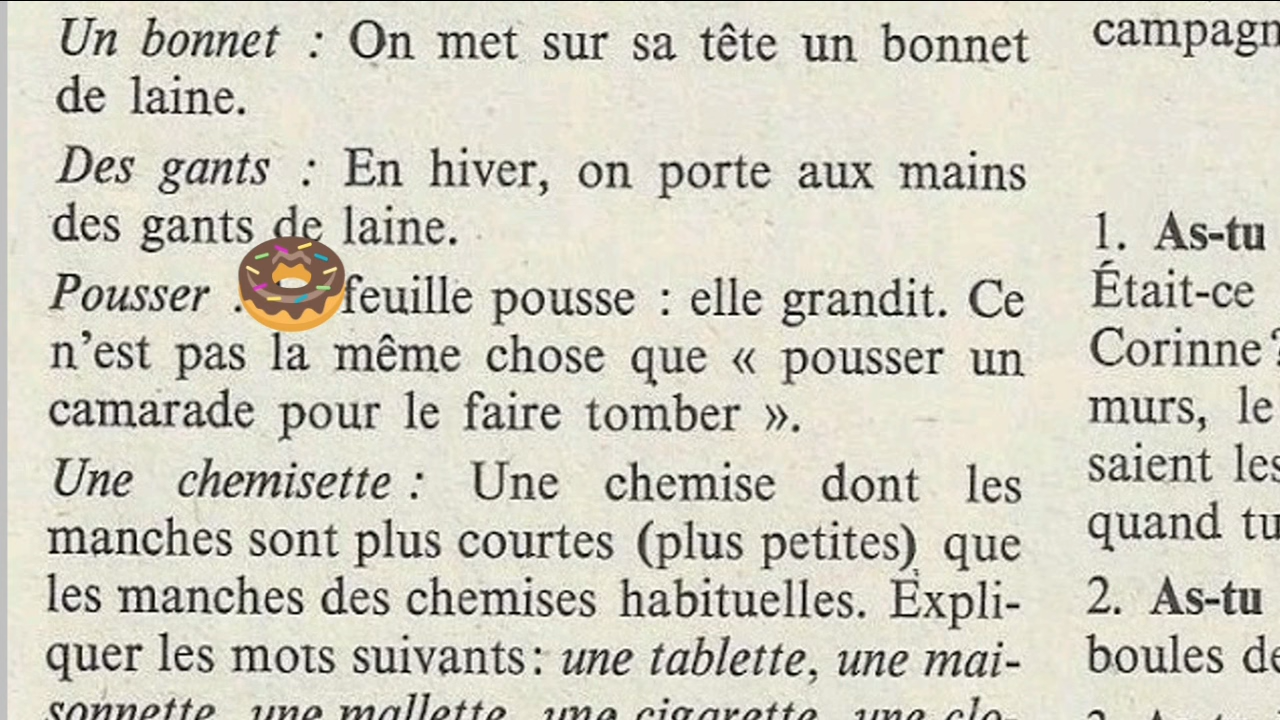 Un bonnet : On met sur sa tête un bonnet
de laine.
Des gants : En hiver, on porte aux mains
des gants de laine.
Pousser : feuille pousse : elle grandit. Ce
n'est pas la même chose que « pousser un
camarade pour le faire tomber ».
Une chemisette : Une chemise dont les
manches sont plus courtes (plus petites) que
les manches des chemises habituelles. Expli-
quer les mots suivants : une tablette, une mai-
sonnette, une mallette, une cigarette, une clo-
campagn
1. As-tu
Était-ce
Corinne ?
murs, le
saient les
quand tu
2. As-tu
boules de